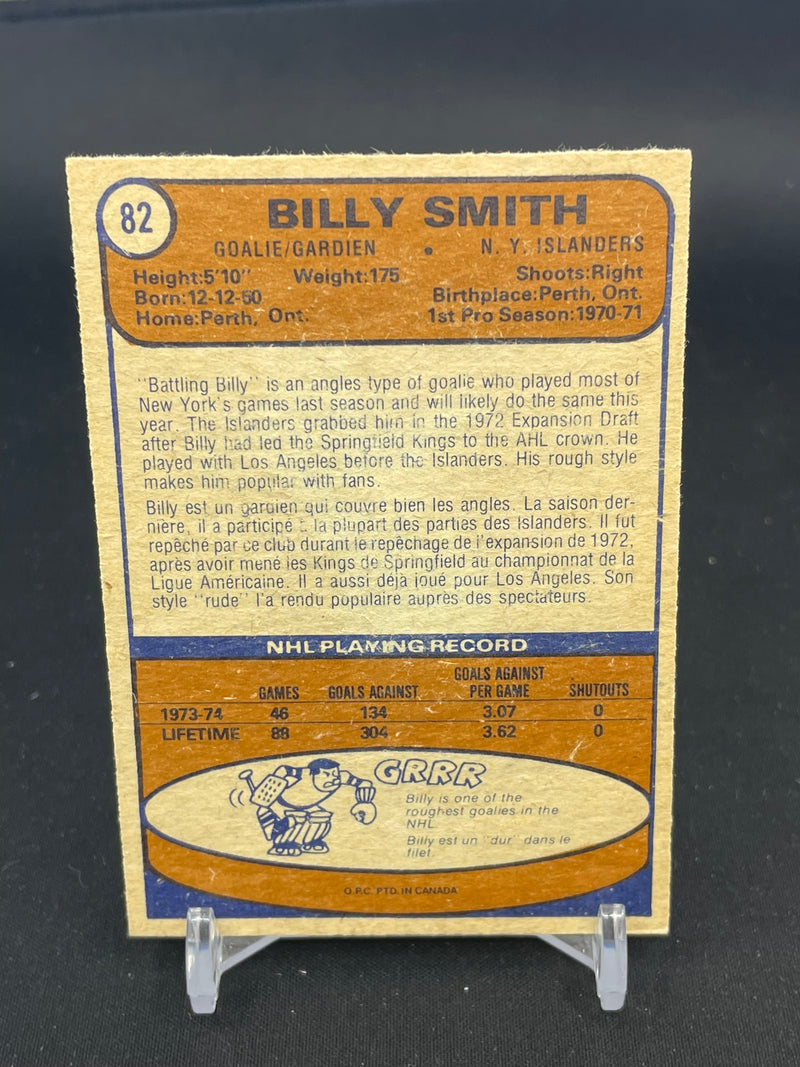 82
BILLY SMITH
GOALIE/GARDIEN • N. Y. ISLANDERS
Height:5'10" Weight:175 Shoots:Right
Born:12-12-50 Birthplace:Perth, Ont.
Home:Perth, Ont. 1st Pro Season:1970-71
"Battling Billy" is an angles type of goalie who played most of
New York's games last season and will likely do the same this
year. The Islanders grabbed him in the 1972 Expansion Draft
after Billy had led the Springfield Kings to the AHL crown. He
played with Los Angeles before the Islanders. His rough style
makes him popular with fans.
Billy est un gardien qui couvre bien les angles. La saison der-
nière, il a participé à la plupart des parties des Islanders. Il fut
repêché par ce club durant le repêchage de l'expansion de 1972,
après avoir mené les Kings de Springfield au championnat de la
Ligue Américaine. Il a aussi déjà joué pour Los Angeles. Son
style "rude" l'a rendu populaire auprès des spectateurs.
NHL PLAYING RECORD
GAMES GOALS AGAINST GOALS AGAINST PER GAME SHUTOUTS
1973-74 46 134 3.07 0
LIFETIME 88 304 3.62 0
GRRR
Billy is one of the
roughest goalies in the
NHL.
Billy est un "dur" dans le
filet.
O.P.C. PTD. IN CANADA